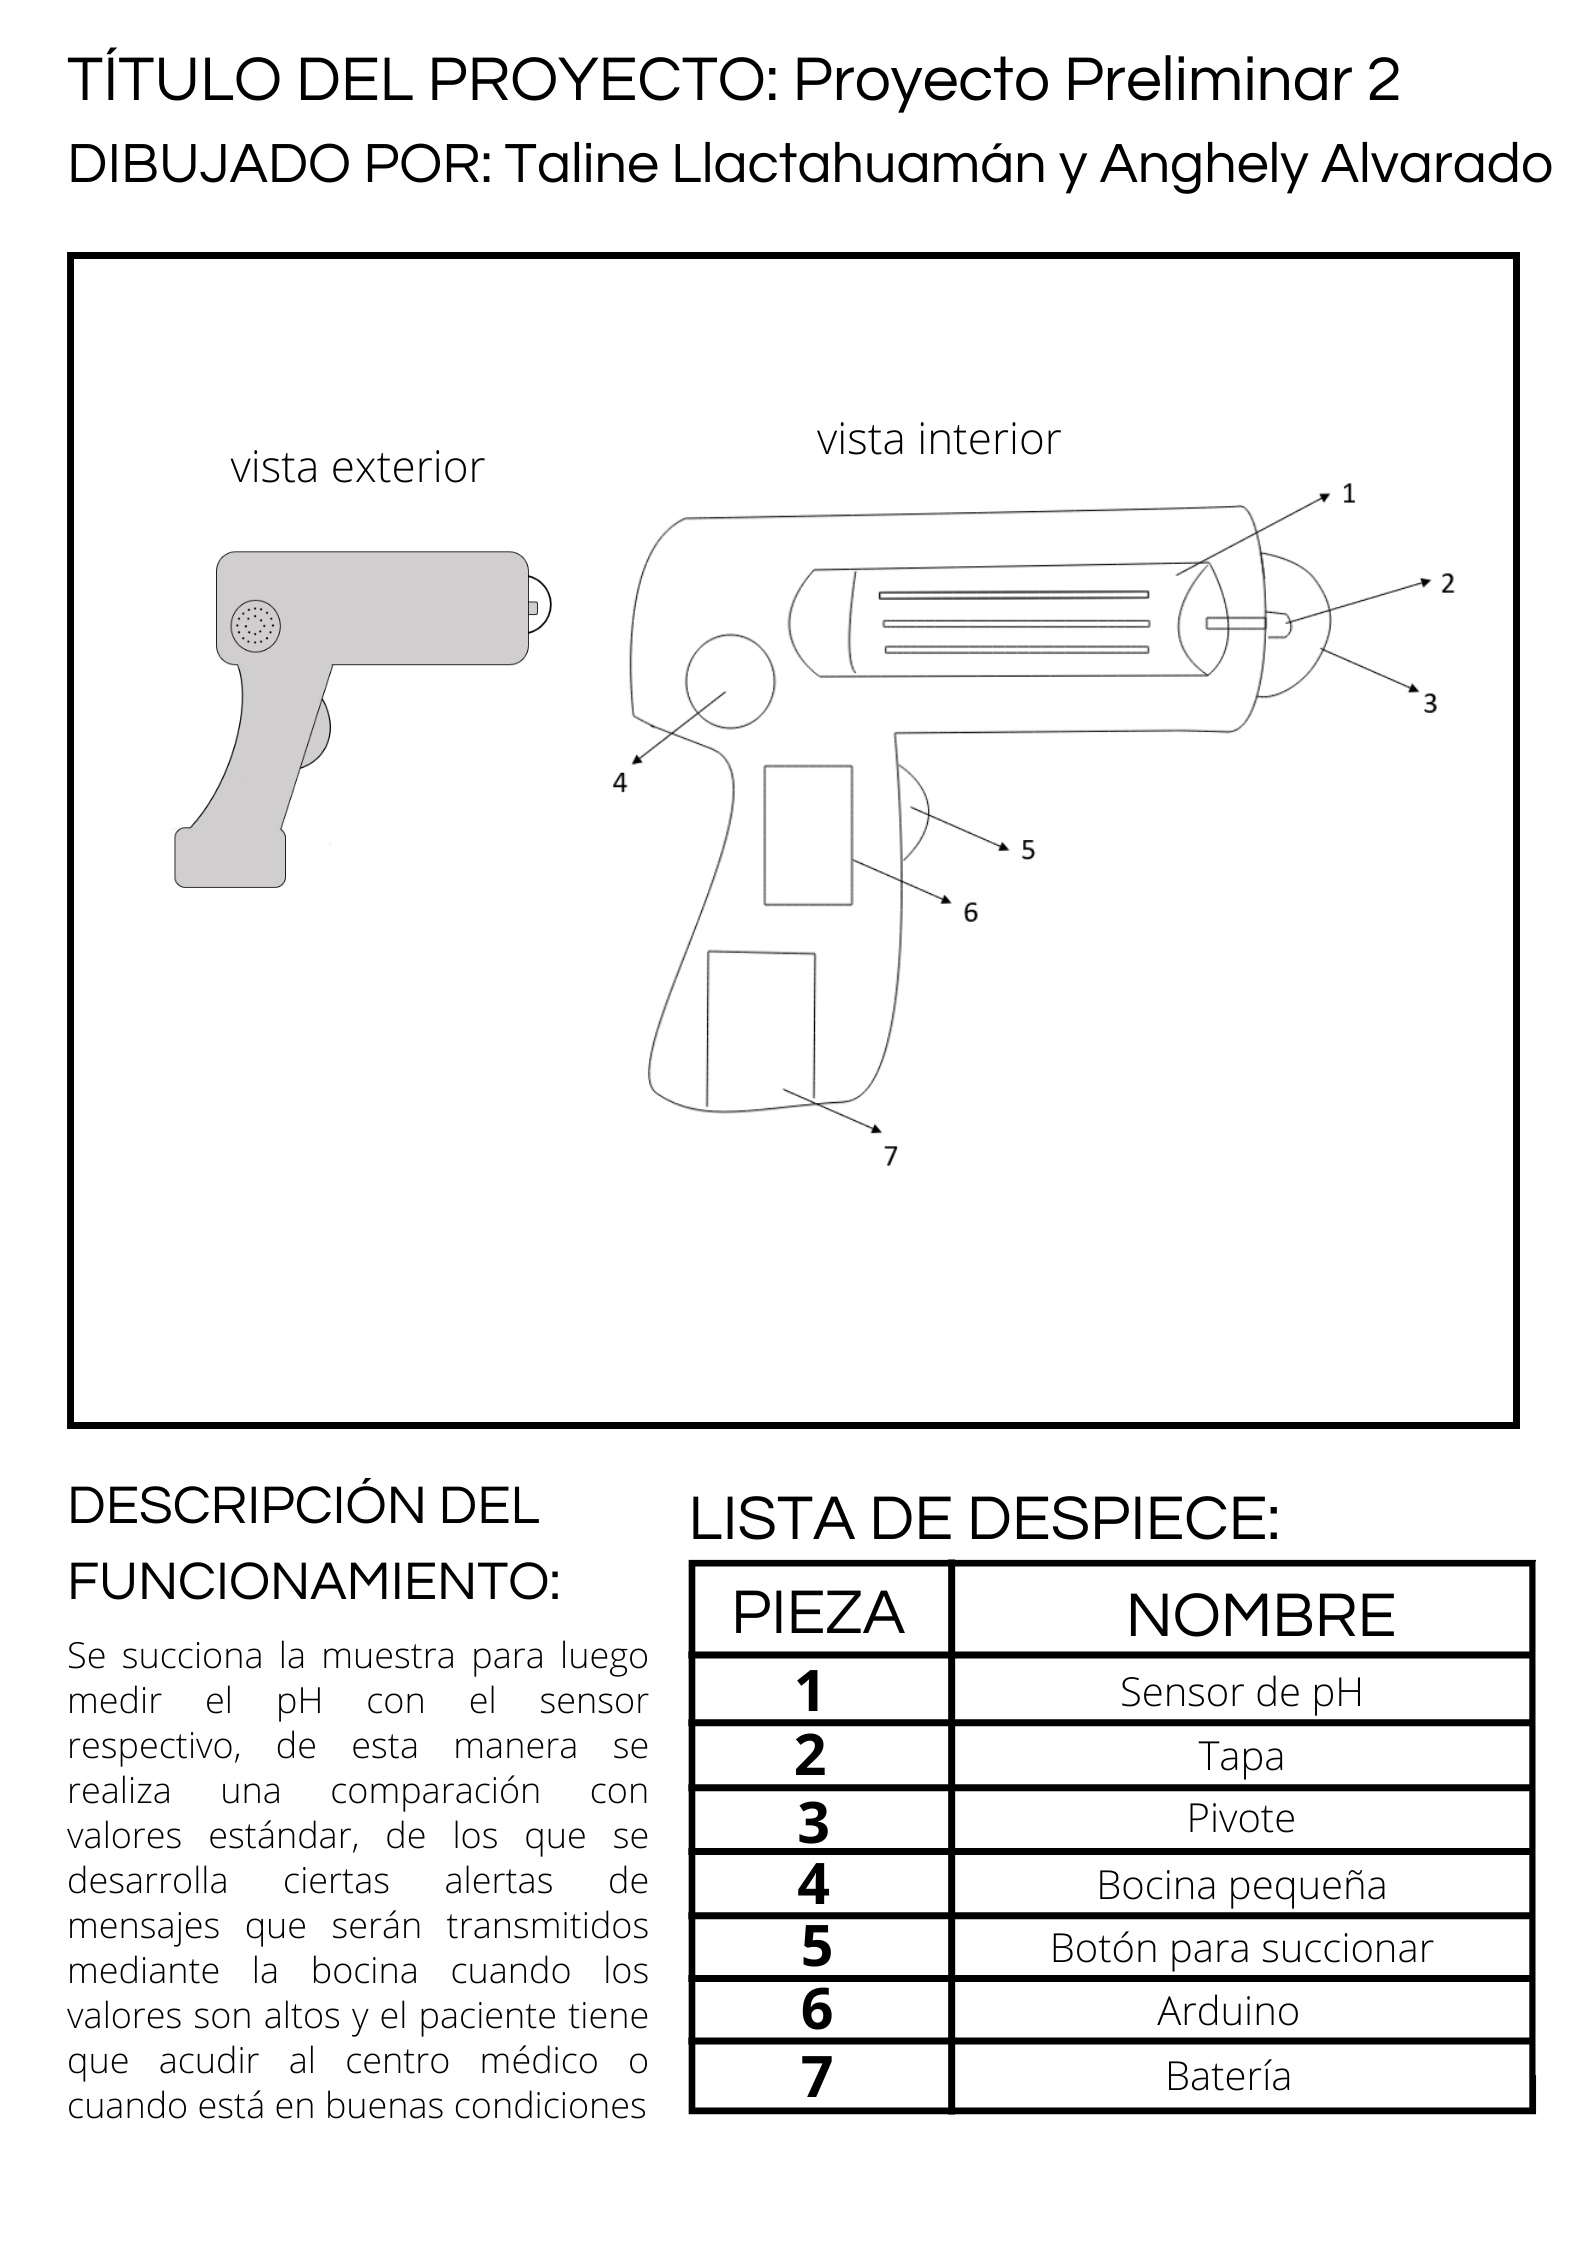 TÍTULO DEL PROYECTO: Proyecto Preliminar 2
DIBUJADO POR: Taline Llactahuamán y Anghely Alvarado
vista exterior
vista interior
1
2
3
4
5
6
7
DESCRIPCIÓN DEL
FUNCIONAMIENTO:
Se succiona la muestra para luego
medir el pH con el sensor
respectivo, de esta manera se
realiza una comparación con
valores estándar, de los que se
desarrolla ciertas alertas de
mensajes que serán transmitidos
mediante la bocina cuando los
valores son altos y el paciente tiene
que acudir al centro médico o
cuando está en buenas condiciones
LISTA DE DESPIECE:
PIEZA NOMBRE
1 Sensor de pH
2 Tapa
3 Pivote
4 Bocina pequeña
5 Botón para succionar
6 Arduino
7 Batería